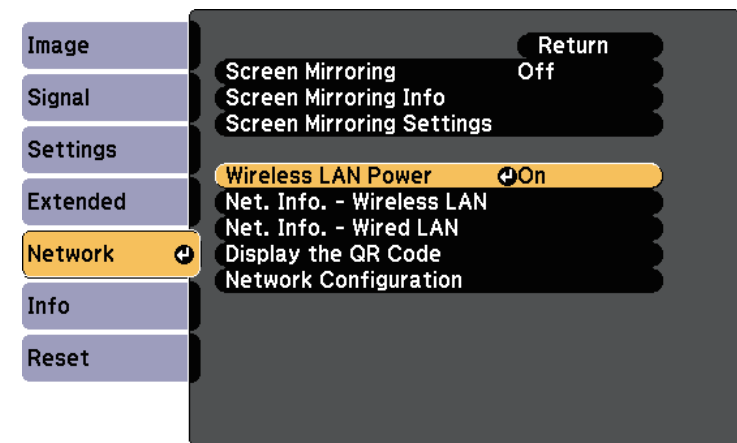 Image
Signal
Settings
Extended
Network
Info
Reset
Return
Screen Mirroring Off
Screen Mirroring Info
Screen Mirroring Settings
Wireless LAN Power On
Net. Info. - Wireless LAN
Net. Info. - Wired LAN
Display the QR Code
Network Configuration